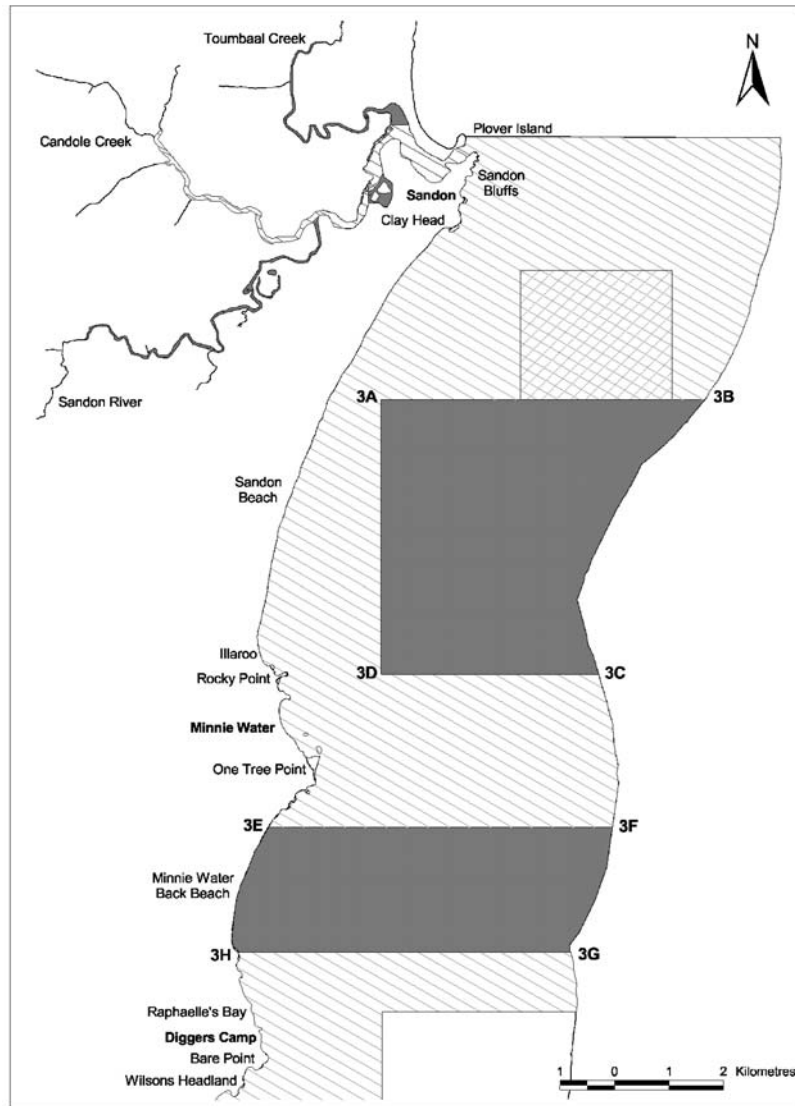 Toumbaal Creek
N
Plover Island
Candole Creek
Sandon
Bluffs
Sandon
Clay Head
3A
3B
Sandon River
Sandon
Beach
Illaroo
3D
3C
Rocky Point
Minnie Water
One Tree Point
3E
3F
Minnie Water
Back Beach
3H
3G
Raphaelle's Bay
Diggers Camp
Bare Point
Wilsons Headland
1 0 1 2 Kilometres